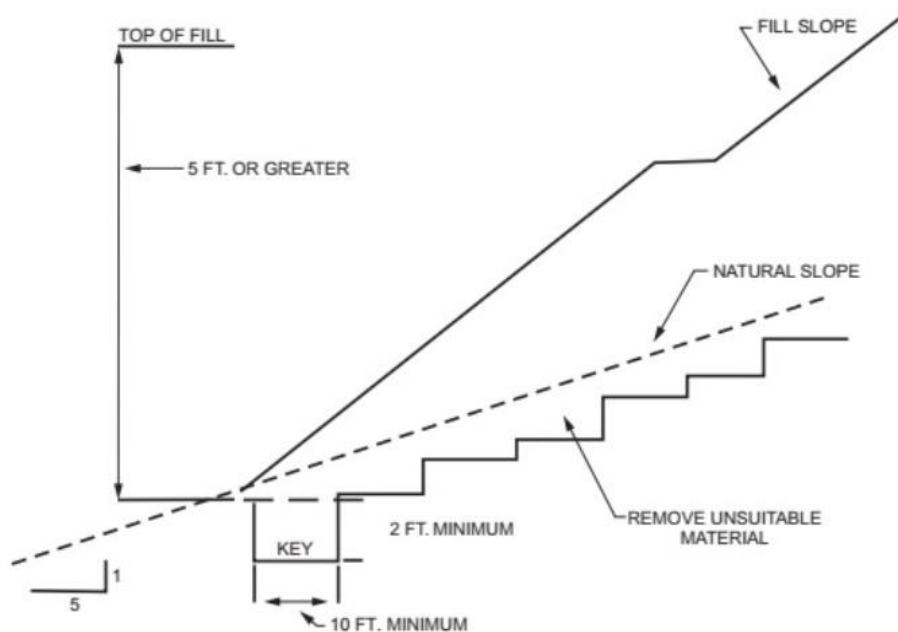 TOP OF FILL
FILL SLOPE
5 FT. OR GREATER
NATURAL SLOPE
2 FT. MINIMUM
REMOVE UNSUITABLE
MATERIAL
KEY
1
5
10 FT. MINIMUM